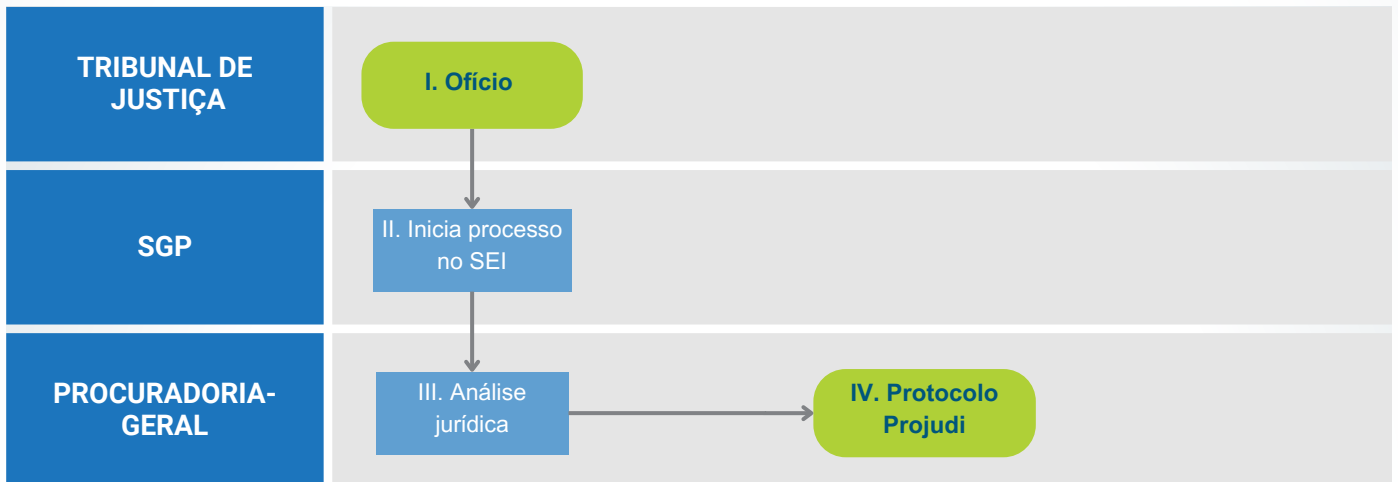 TRIBUNAL DE
JUSTIÇA
I. Ofício
SGP
II. Inicia processo
no SEI
PROCURADORIA-
GERAL
III. Análise
jurídica
IV. Protocolo
Projudi